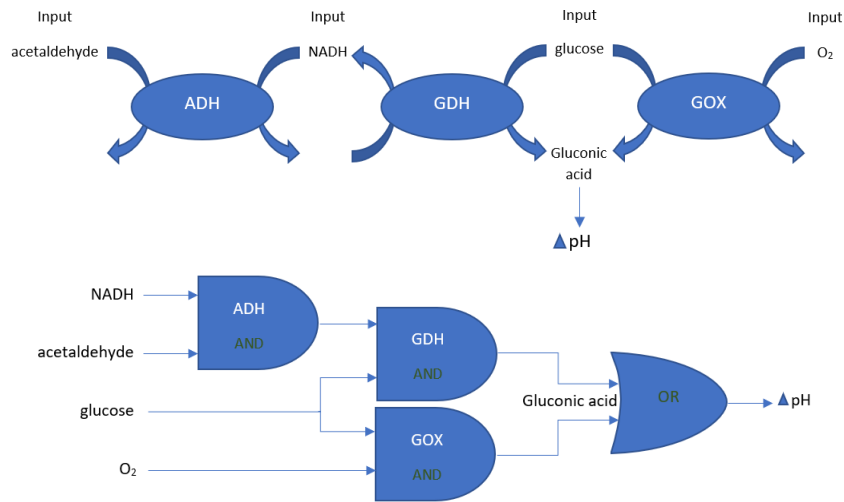 Input
Input
Input
Input
acetaldehyde
NADH
glucose
O₂
ADH
GDH
GOX
Gluconic
acid
pH
NADH
acetaldehyde
glucose
O₂
ADH
AND
GDH
AND
GOX
AND
Gluconic acid
OR
pH